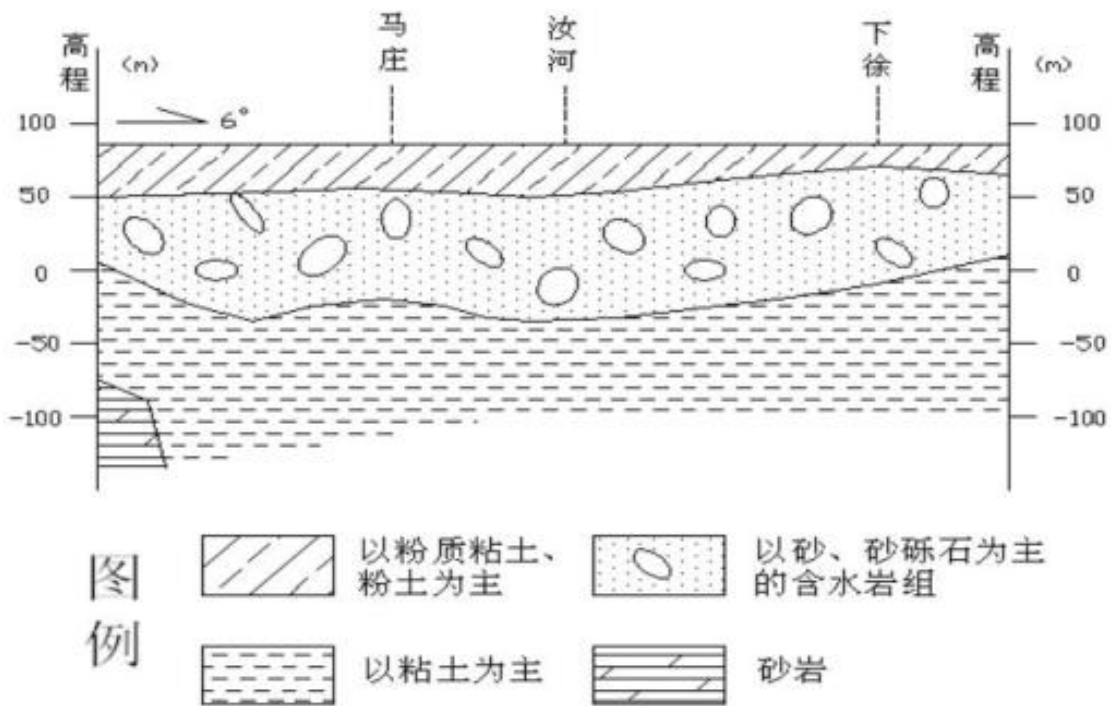 高程
(m)
马庄
汝河
下徐
高程
(m)
6°
100
100
50
50
0
0
-50
-50
-100
-100
图例
以粉质粘土、
粉土为主
以砂、砂砾石为主
的含水岩组
以粘土为主
砂岩